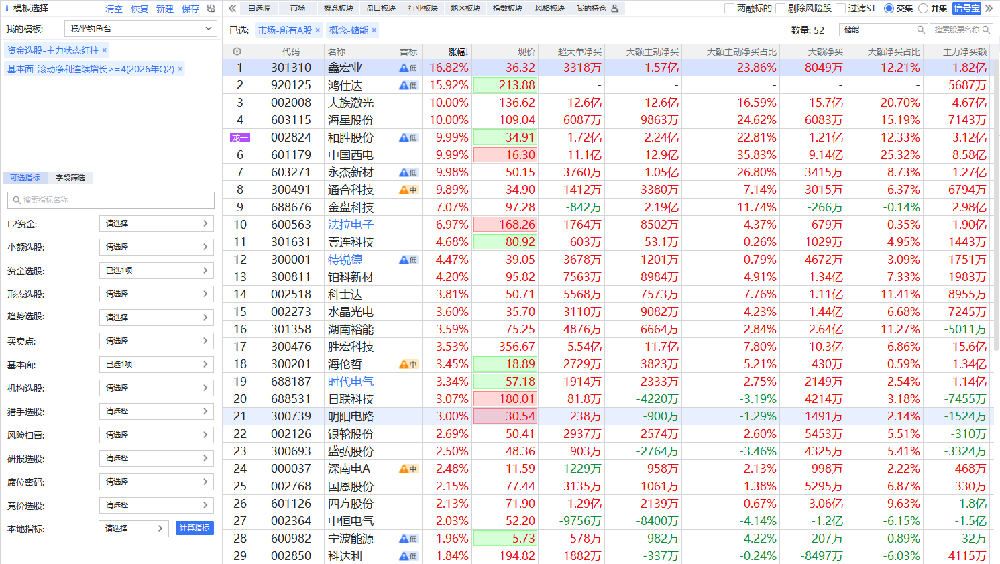 模板选择 清空 恢复 新建 保存
我的模板: 稳坐钓鱼台
资金选股-主力状态红柱 ×
基本面-滚动净利连续增长>=4(2026年Q2) ×
可选指标 字段筛选
搜索指标名称
L2资金: 请选择
小额选股: 请选择
资金选股: 已选1项
形态选股: 请选择
趋势选股: 请选择
买卖点: 请选择
基本面: 已选1项
机构选股: 请选择
猎手选股: 请选择
风险扫雷: 请选择
研报选股: 请选择
席位密码: 请选择
竞价选股: 请选择
本地指标: 请选择 计算指标
自选股 市场 概念板块 盘口板块 行业板块 地区板块 指数板块 风格板块 我的持仓 两融标的 剔除风险股 过滤ST 交集 并集 信号宝
已选: 市场-所有A股 × 概念-储能 × 数量: 52 储能 搜索股票名称
代码 名称 雷标 涨幅↓ 现价 超大单净买 大额主动净买 大额主动净买占比 大额净买 大额净买占比 主力净买额
1 301310 鑫宏业 低 16.82% 36.32 3318万 1.57亿 23.86% 8049万 12.21% 1.82亿
2 920125 鸿仕达 低 15.92% 213.88 - - - - - 5687万
3 002008 大族激光 10.00% 136.62 12.6亿 12.6亿 16.59% 15.7亿 20.70% 4.67亿
4 603115 海星股份 10.00% 109.04 6087万 9863万 24.62% 6083万 15.19% 7143万
龙一 002824 和胜股份 低 9.99% 34.91 1.72亿 2.24亿 22.81% 1.21亿 12.33% 3.12亿
6 601179 中国西电 9.99% 16.30 11.1亿 12.9亿 35.83% 9.14亿 25.32% 8.58亿
7 603271 永杰新材 低 9.98% 50.15 3760万 1.05亿 26.80% 3415万 8.73% 1.27亿
8 300491 通合科技 中 9.89% 34.90 1412万 3380万 7.14% 3015万 6.37% 6794万
9 688676 金盘科技 7.07% 97.28 -842万 2.19亿 11.74% -266万 -0.14% 2.98亿
10 600563 法拉电子 6.97% 168.26 1764万 8502万 4.37% 679万 0.35% 1.90亿
11 301631 壹连科技 4.68% 80.92 603万 53.1万 0.26% 1029万 4.95% 1443万
12 300001 特锐德 低 4.47% 39.05 3678万 1201万 0.79% 4672万 3.09% 1751万
13 300811 铂科新材 4.20% 95.82 7563万 8984万 4.91% 1.34亿 7.33% 1983万
14 002518 科士达 3.81% 50.71 5568万 7573万 7.76% 1.11亿 11.41% 8955万
15 002273 水晶光电 3.60% 35.70 3110万 9082万 4.23% 1.44亿 6.68% 7245万
16 301358 湖南裕能 3.59% 75.25 4876万 6664万 2.84% 2.64亿 11.27% -5011万
17 300476 胜宏科技 3.53% 356.67 5.54亿 11.7亿 7.80% 10.3亿 6.86% 15.6亿
18 300201 海伦哲 中 3.45% 18.89 2729万 3823万 5.21% 430万 0.59% 1.34亿
19 688187 时代电气 3.34% 57.18 1914万 2333万 2.75% 2149万 2.54% 1.14亿
20 688531 日联科技 3.07% 180.01 81.8万 -4220万 -3.19% 4214万 3.18% -7455万
21 300739 明阳电路 3.00% 30.54 238万 -900万 -1.29% 1491万 2.14% -1524万
22 002126 银轮股份 2.69% 50.41 2937万 2574万 2.60% 5453万 5.51% -310万
23 300693 盛弘股份 2.50% 48.36 903万 -2764万 -3.46% 4325万 5.41% -3324万
24 000037 深南电A 中 2.48% 11.59 -1229万 958万 2.13% 998万 2.22% 468万
25 002768 国恩股份 2.15% 77.44 3135万 1061万 1.38% 5295万 6.87% 330万
26 601126 四方股份 2.13% 71.90 1.29亿 2139万 0.67% 3.06亿 9.63% -1.8亿
27 002364 中恒电气 2.03% 52.20 -9756万 -8400万 -4.14% -1.2亿 -6.15% -1.5亿
28 600982 宁波能源 低 1.96% 5.73 578万 -982万 -4.22% -207万 -0.89% -32万
29 002850 科达利 低 1.84% 194.82 1882万 -337万 -0.24% -8497万 -6.03% 4115万